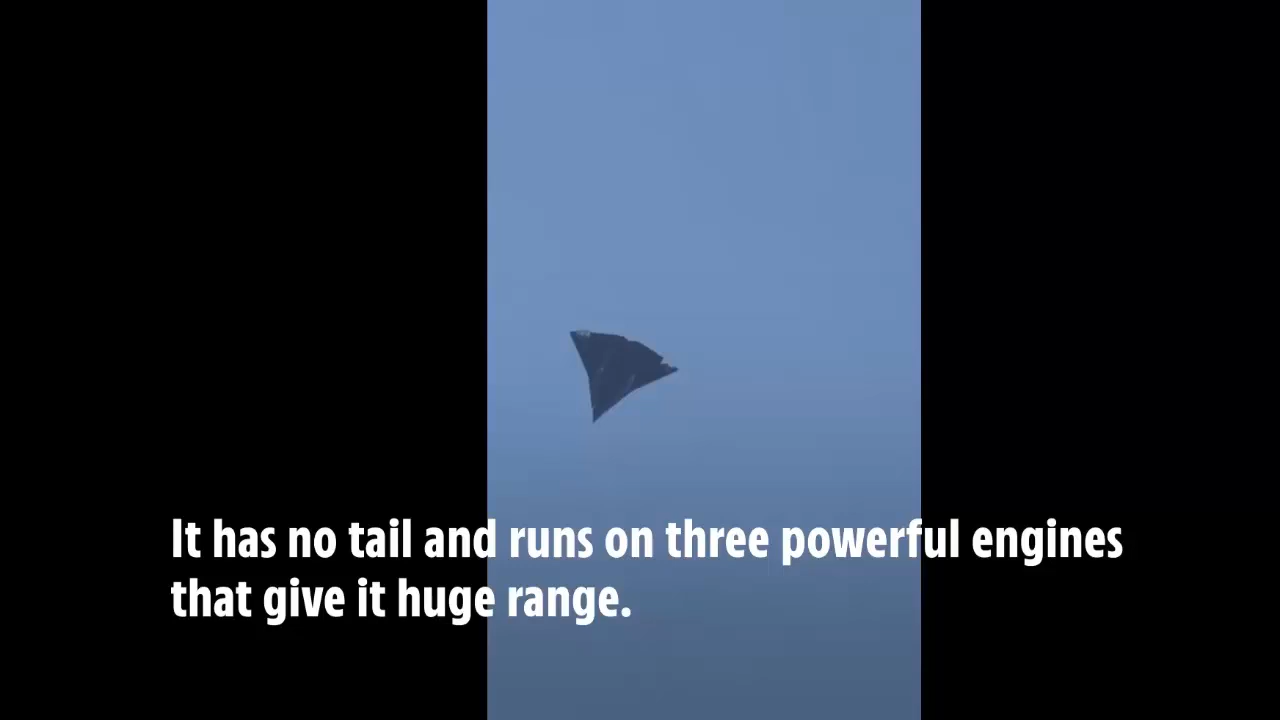 It has no tail and runs on three powerful engines
that give it huge range.